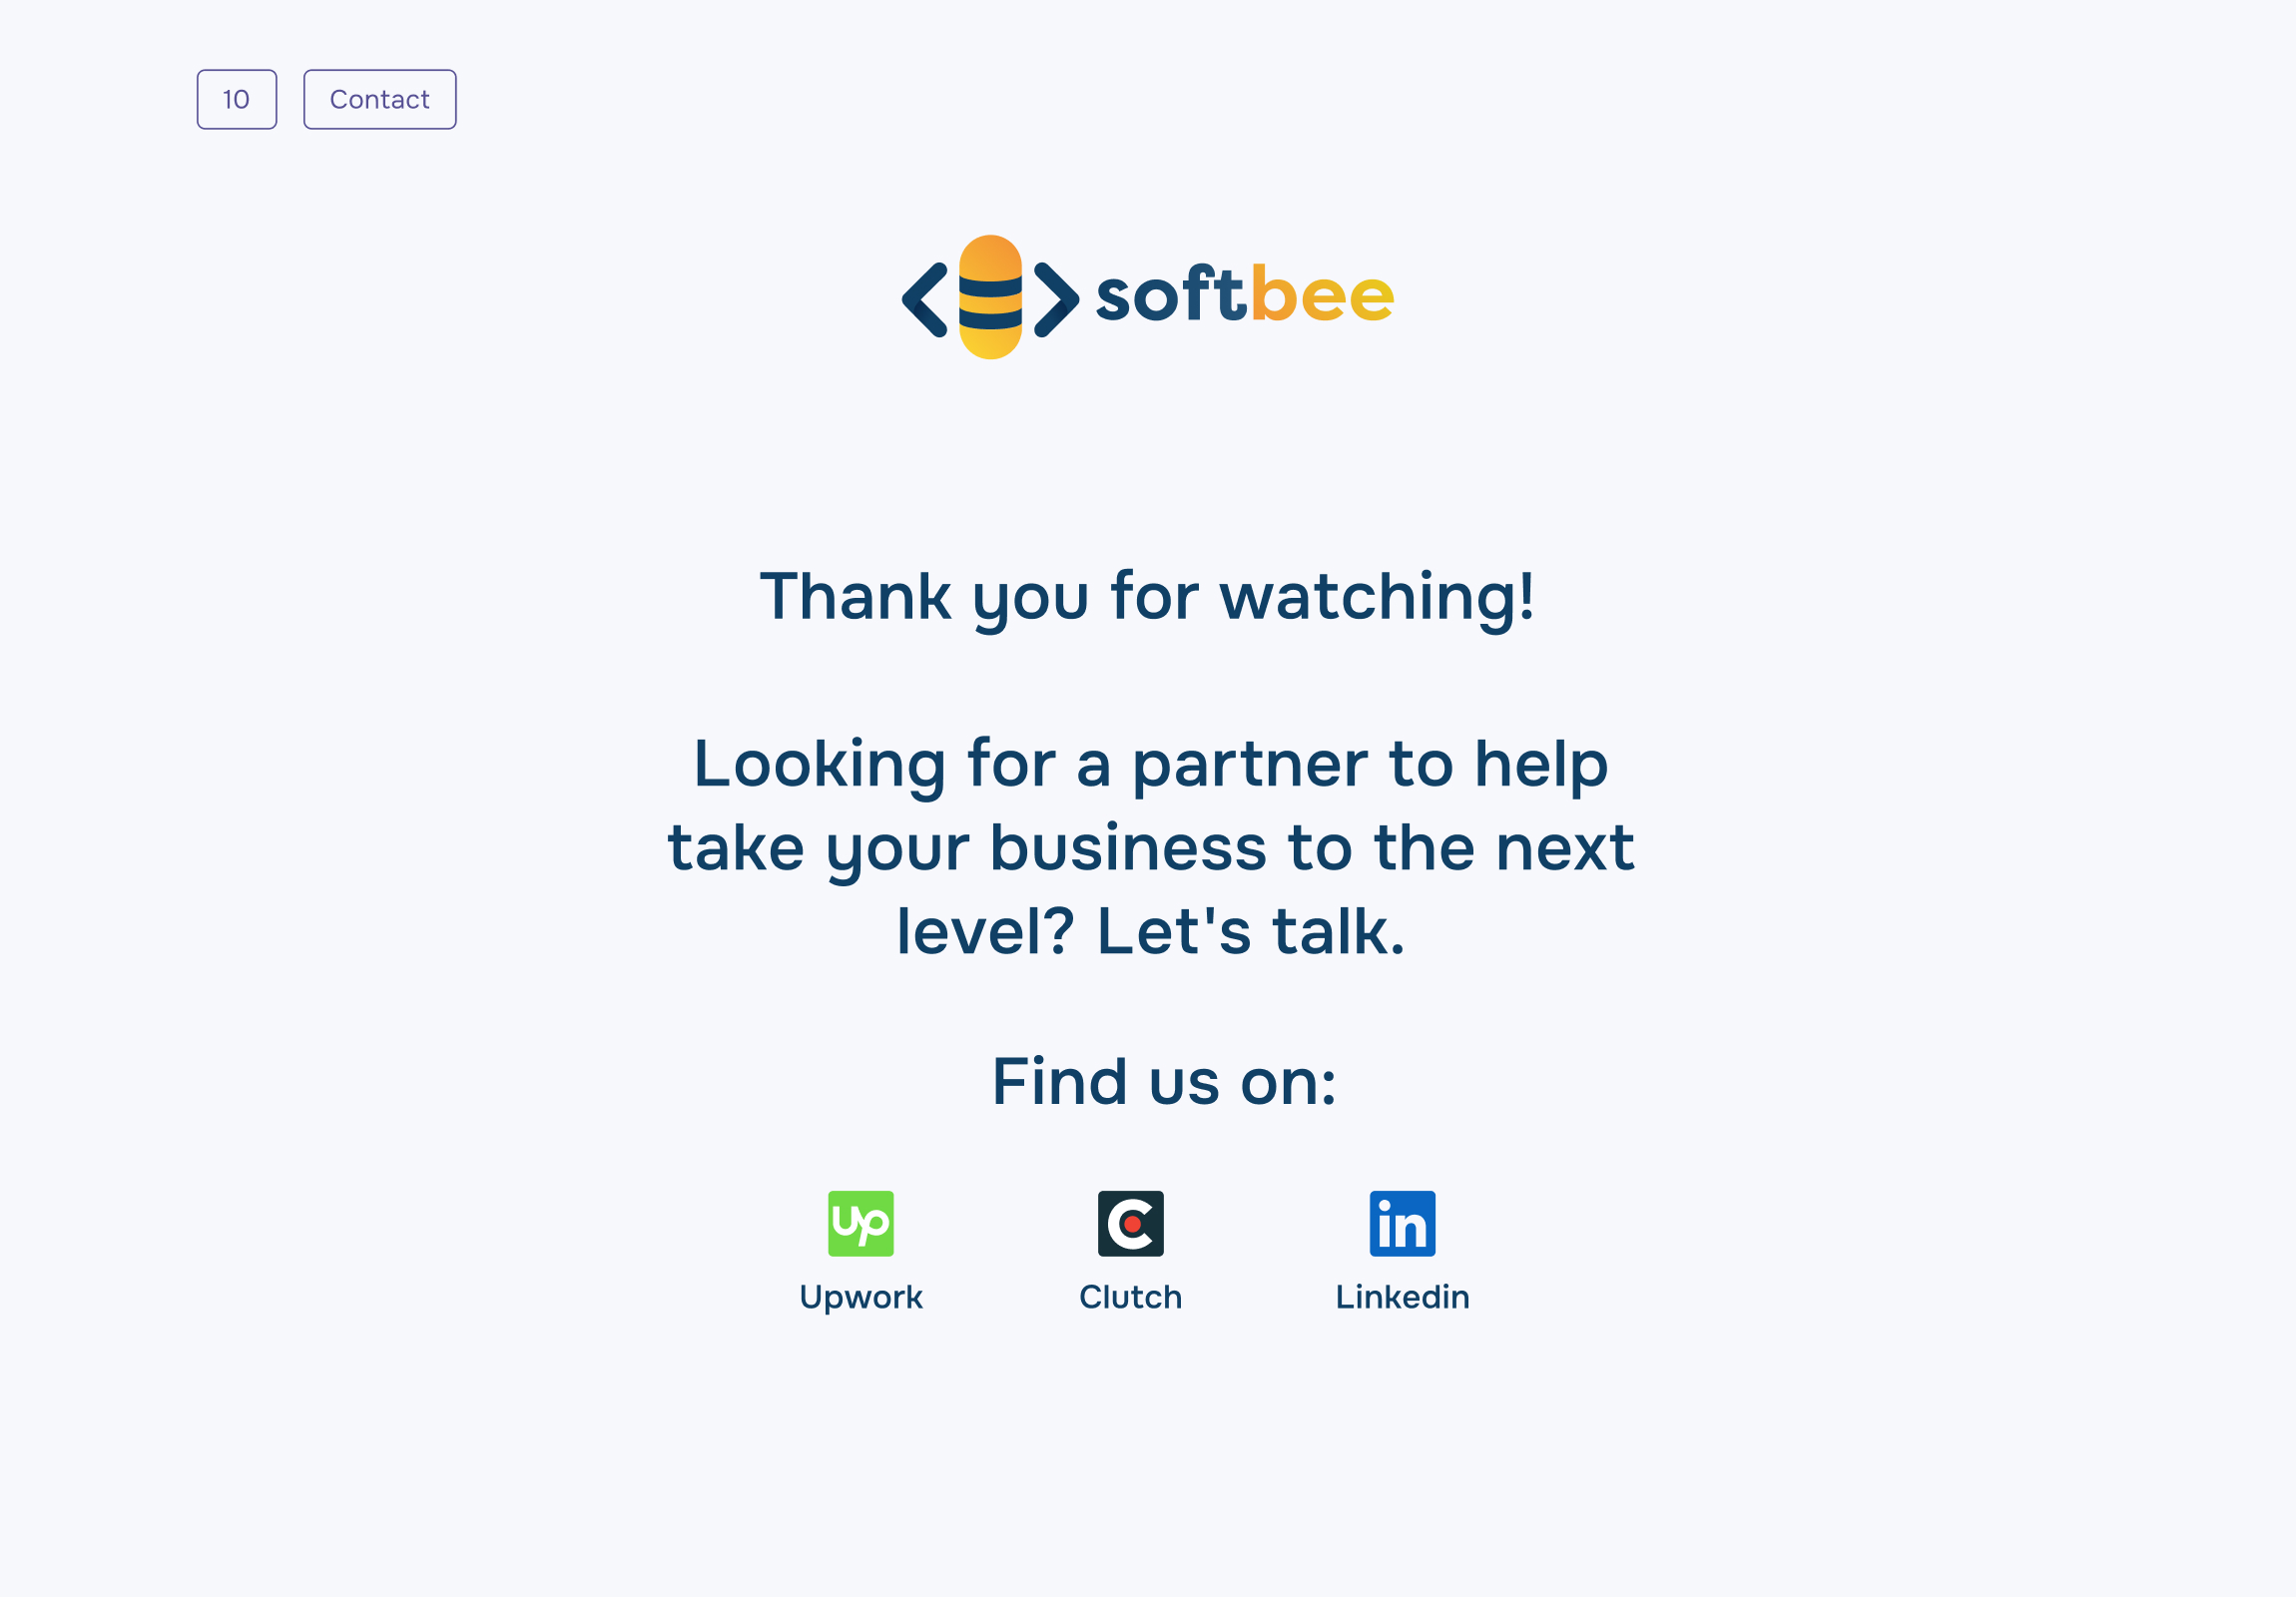 10 Contact
softbee
Thank you for watching!
Looking for a partner to help
take your business to the next
level? Let's talk.
Find us on:
up C in
Upwork Clutch Linkedin